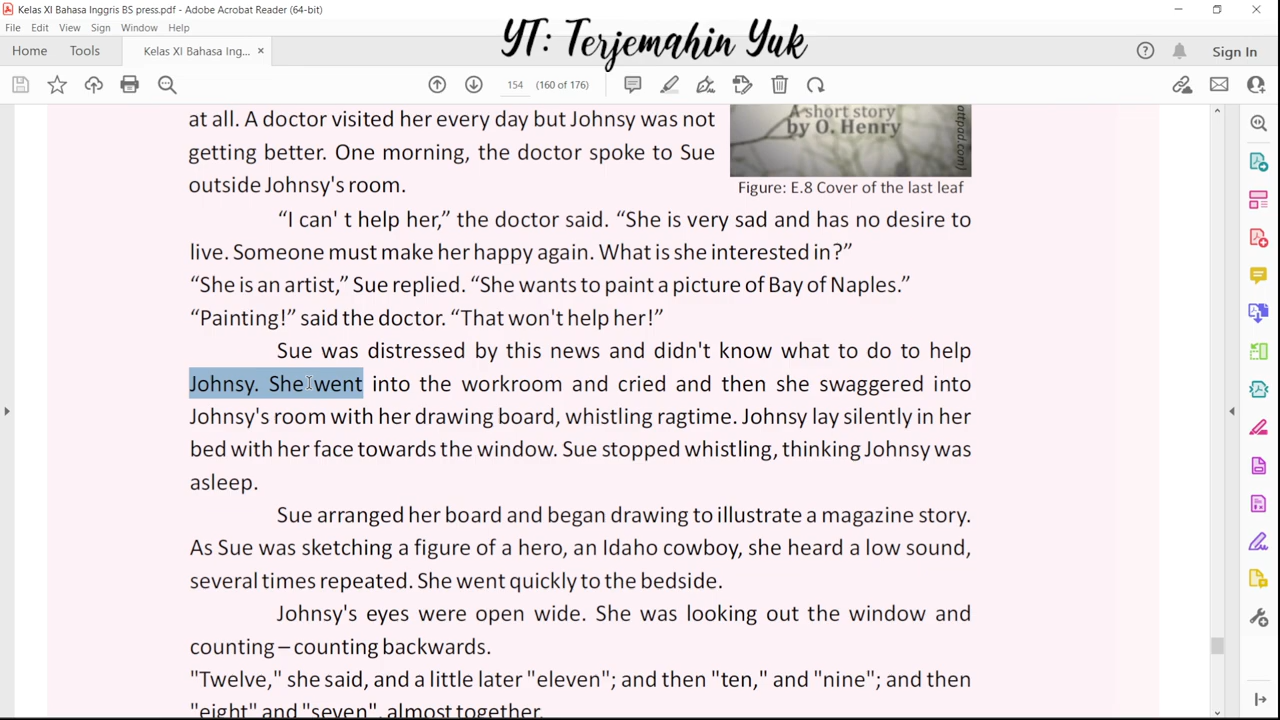 Kelas XI Bahasa Inggris BS press.pdf - Adobe Acrobat Reader (64-bit)
File Edit View Sign Window Help
YT: Terjemahin Yuk
Home Tools Kelas XI Bahasa Ing... × Sign In
154 (160 of 176)
at all. A doctor visited her every day but Johnsy was not
getting better. One morning, the doctor spoke to Sue
outside Johnsy's room.
A short story
by O. Henry
attpad.com)
Figure: E.8 Cover of the last leaf
“I can' t help her,” the doctor said. “She is very sad and has no desire to
live. Someone must make her happy again. What is she interested in?”
“She is an artist,” Sue replied. “She wants to paint a picture of Bay of Naples.”
“Painting!” said the doctor. “That won't help her!”
Sue was distressed by this news and didn't know what to do to help
Johnsy. She went into the workroom and cried and then she swaggered into
Johnsy's room with her drawing board, whistling ragtime. Johnsy lay silently in her
bed with her face towards the window. Sue stopped whistling, thinking Johnsy was
asleep.
Sue arranged her board and began drawing to illustrate a magazine story.
As Sue was sketching a figure of a hero, an Idaho cowboy, she heard a low sound,
several times repeated. She went quickly to the bedside.
Johnsy's eyes were open wide. She was looking out the window and
counting – counting backwards.
"Twelve," she said, and a little later "eleven"; and then "ten," and "nine"; and then
"eight" and "seven", almost together.